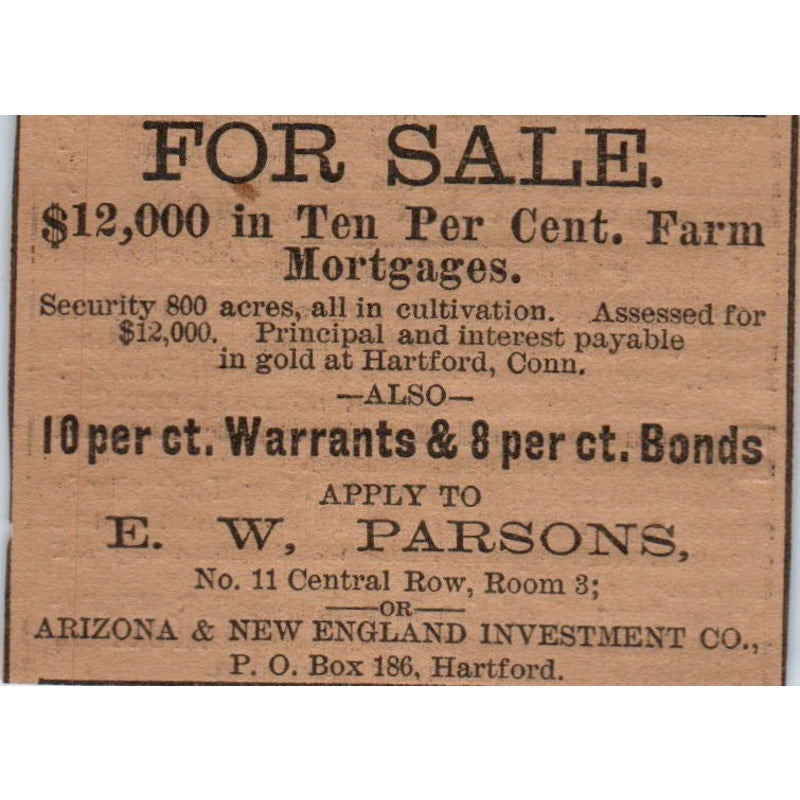 FOR SALE.
$12,000 in Ten Per Cent. Farm
Mortgages.
Security 800 acres, all in cultivation. Assessed for
$12,000. Principal and interest payable
in gold at Hartford, Conn.
—ALSO—
10 per ct. Warrants & 8 per ct. Bonds
APPLY TO
E. W. PARSONS,
No. 11 Central Row, Room 3;
—OR—
ARIZONA & NEW ENGLAND INVESTMENT CO.,
P. O. Box 186, Hartford.